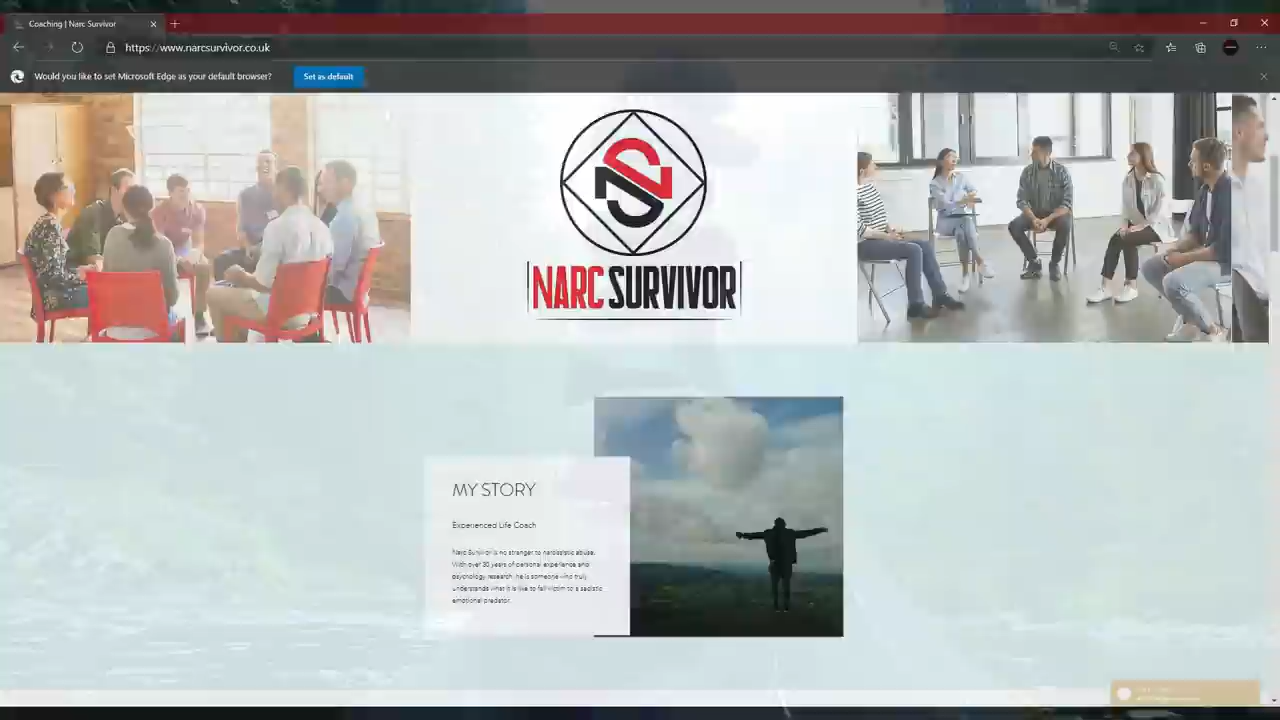 Coaching | Narc Survivor
https://www.narcsurvivor.co.uk
Would you like to set Microsoft Edge as your default browser?
Set as default
NARC SURVIVOR
MY STORY
Experienced Life Coach
Narc Survivor is no stranger to narcissistic abuse.
With over 30 years of personal experience and
psychology research, he is someone who truly
understands what it is like to fall victim to a sadistic
emotional predator.